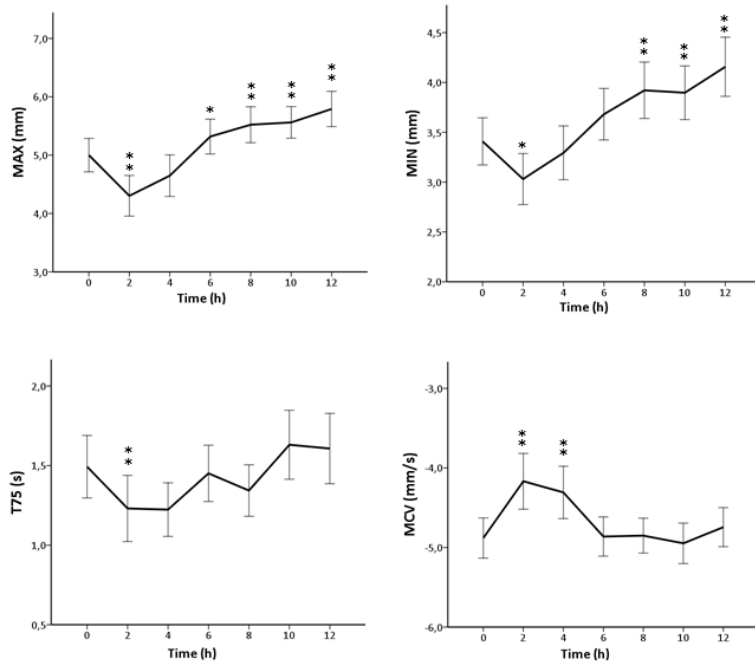 MAX (mm)
7,0
6,0
5,0
4,0
3,0
**
*
**
**
**
0 2 4 6 8 10 12
Time (h)
MIN (mm)
4,5
4,0
3,5
3,0
2,5
2,0
*
**
**
**
0 2 4 6 8 10 12
Time (h)
T75 (s)
2,0
1,5
1,0
0,5
**
0 2 4 6 8 10 12
Time (h)
MCV (mm/s)
-3,0
-4,0
-5,0
-6,0
**
**
0 2 4 6 8 10 12
Time (h)